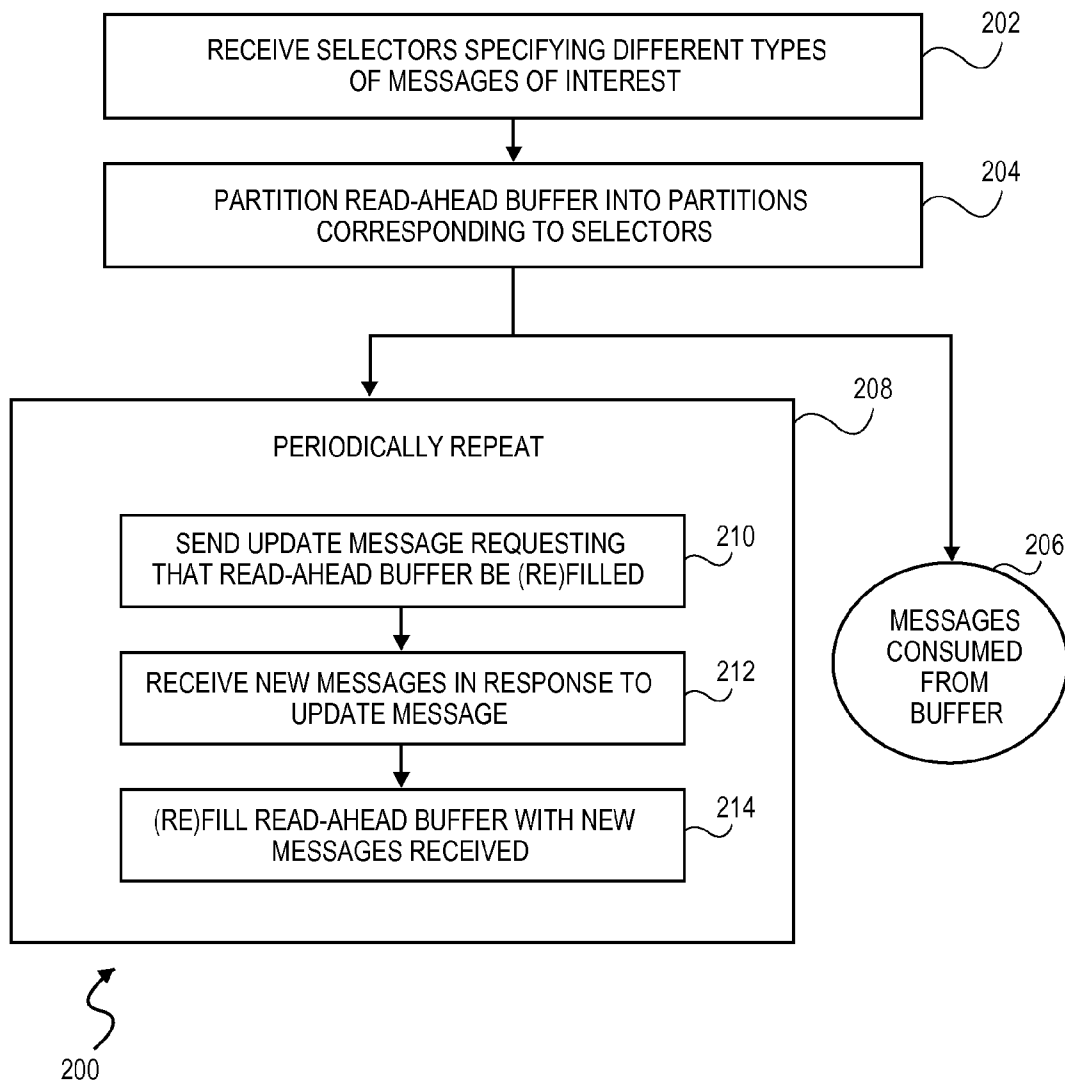 202
RECEIVE SELECTORS SPECIFYING DIFFERENT TYPES
OF MESSAGES OF INTEREST
204
PARTITION READ-AHEAD BUFFER INTO PARTITIONS
CORRESPONDING TO SELECTORS
208
PERIODICALLY REPEAT
SEND UPDATE MESSAGE REQUESTING
THAT READ-AHEAD BUFFER BE (RE)FILLED
210
RECEIVE NEW MESSAGES IN RESPONSE TO
UPDATE MESSAGE
212
(RE)FILL READ-AHEAD BUFFER WITH NEW
MESSAGES RECEIVED
214
206
MESSAGES
CONSUMED
FROM
BUFFER
200